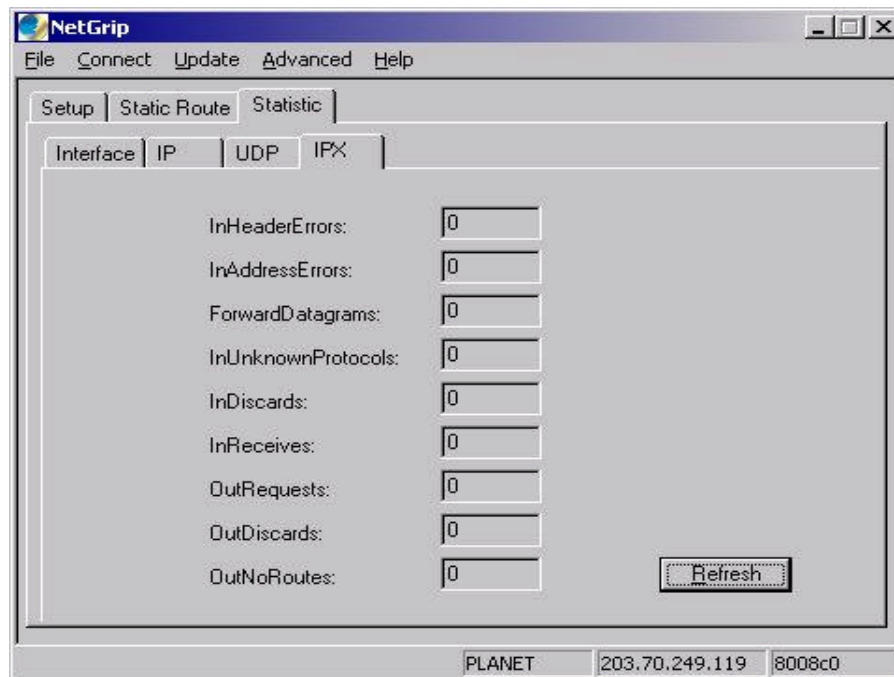 NetGrip
File Connect Update Advanced Help
Setup Static Route Statistic
Interface IP UDP IPX
InHeaderErrors: 0
InAddressErrors: 0
ForwardDatagrams: 0
InUnknownProtocols: 0
InDiscards: 0
InReceives: 0
OutRequests: 0
OutDiscards: 0
OutNoRoutes: 0
Refresh
PLANET 203.70.249.119 8008c0